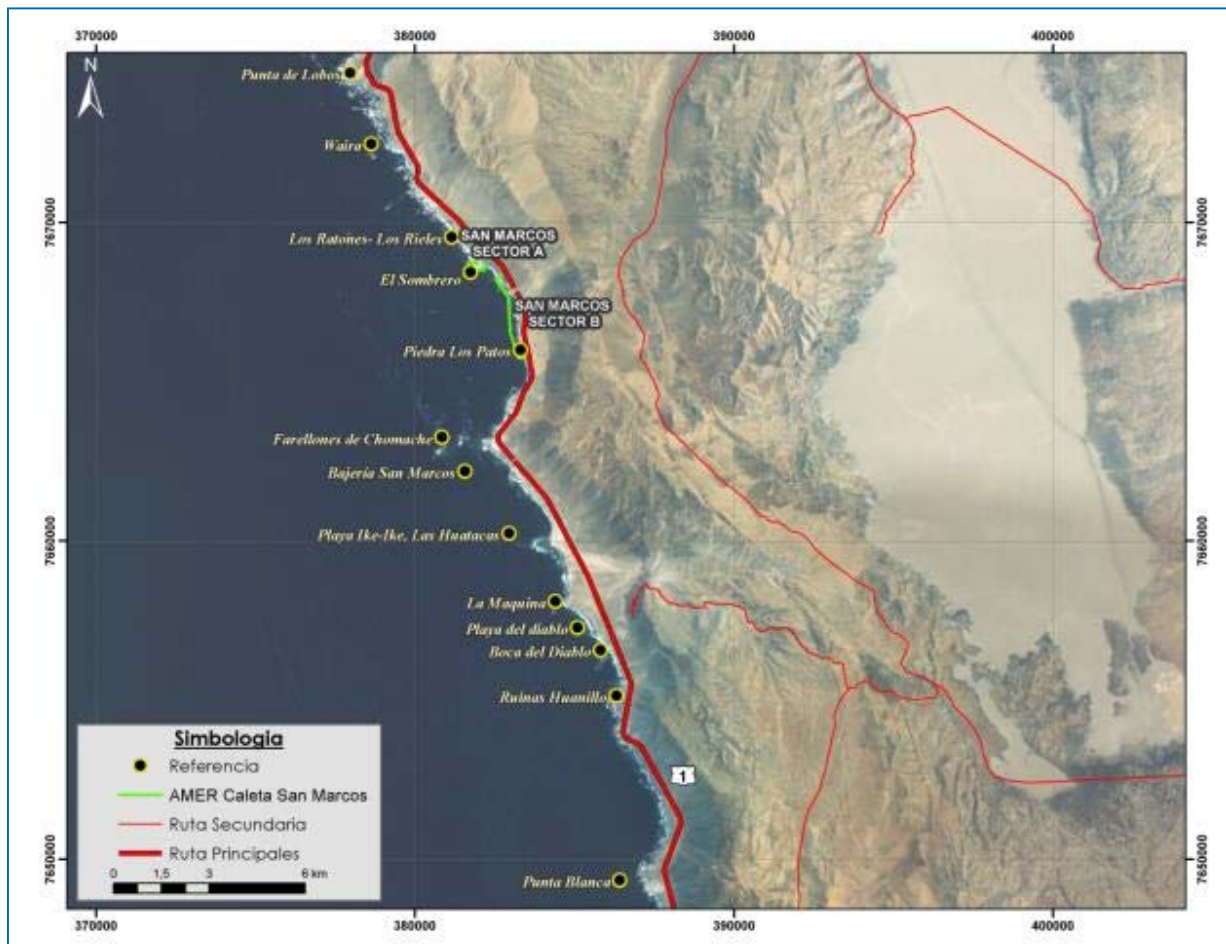 370000
380000
390000
400000
N
Punta de Lobos
Waira
7670000
7670000
Los Ratones- Los Rieles
SAN MARCOS
SECTOR A
El Sombrero
SAN MARCOS
SECTOR B
Piedra Los Patos
Farellones de Chomache
Bajería San Marcos
Playa Ike-Ike, Las Huatacas
7660000
7660000
La Maquina
Playa del diablo
Boca del Diablo
Ruinas Huanillo
1
Simbologia
Referencia
AMER Caleta San Marcos
Ruta Secundaria
Ruta Principales
0 1,5 3 6 km
7650000
7650000
Punta Blanca
370000
380000
390000
400000